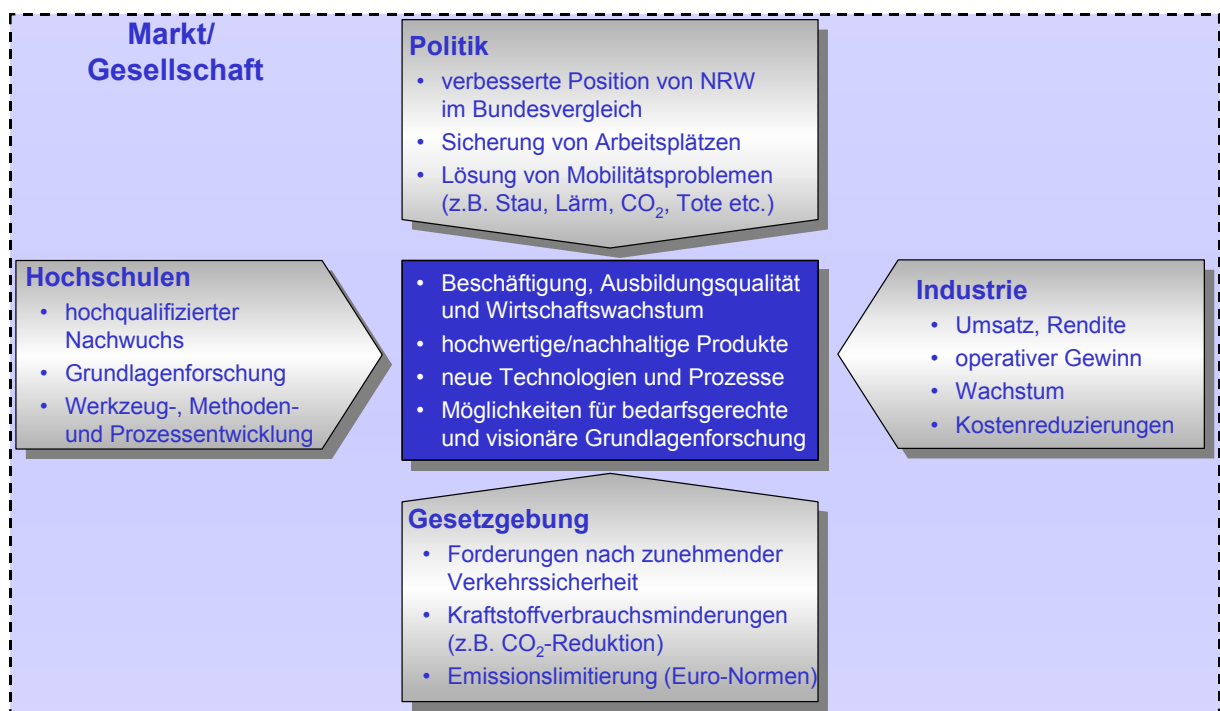 Markt/
Gesellschaft
Politik
• verbesserte Position von NRW
im Bundesvergleich
• Sicherung von Arbeitsplätzen
• Lösung von Mobilitätsproblemen
(z.B. Stau, Lärm, CO₂, Tote etc.)
Hochschulen
• hochqualifizierter
Nachwuchs
• Grundlagenforschung
• Werkzeug-, Methoden-
und Prozessentwicklung
• Beschäftigung, Ausbildungsqualität
und Wirtschaftswachstum
• hochwertige/nachhaltige Produkte
• neue Technologien und Prozesse
• Möglichkeiten für bedarfsgerechte
und visionäre Grundlagenforschung
Industrie
• Umsatz, Rendite
• operativer Gewinn
• Wachstum
• Kostenreduzierungen
Gesetzgebung
• Forderungen nach zunehmender
Verkehrssicherheit
• Kraftstoffverbrauchsminderungen
(z.B. CO₂-Reduktion)
• Emissionslimitierung (Euro-Normen)